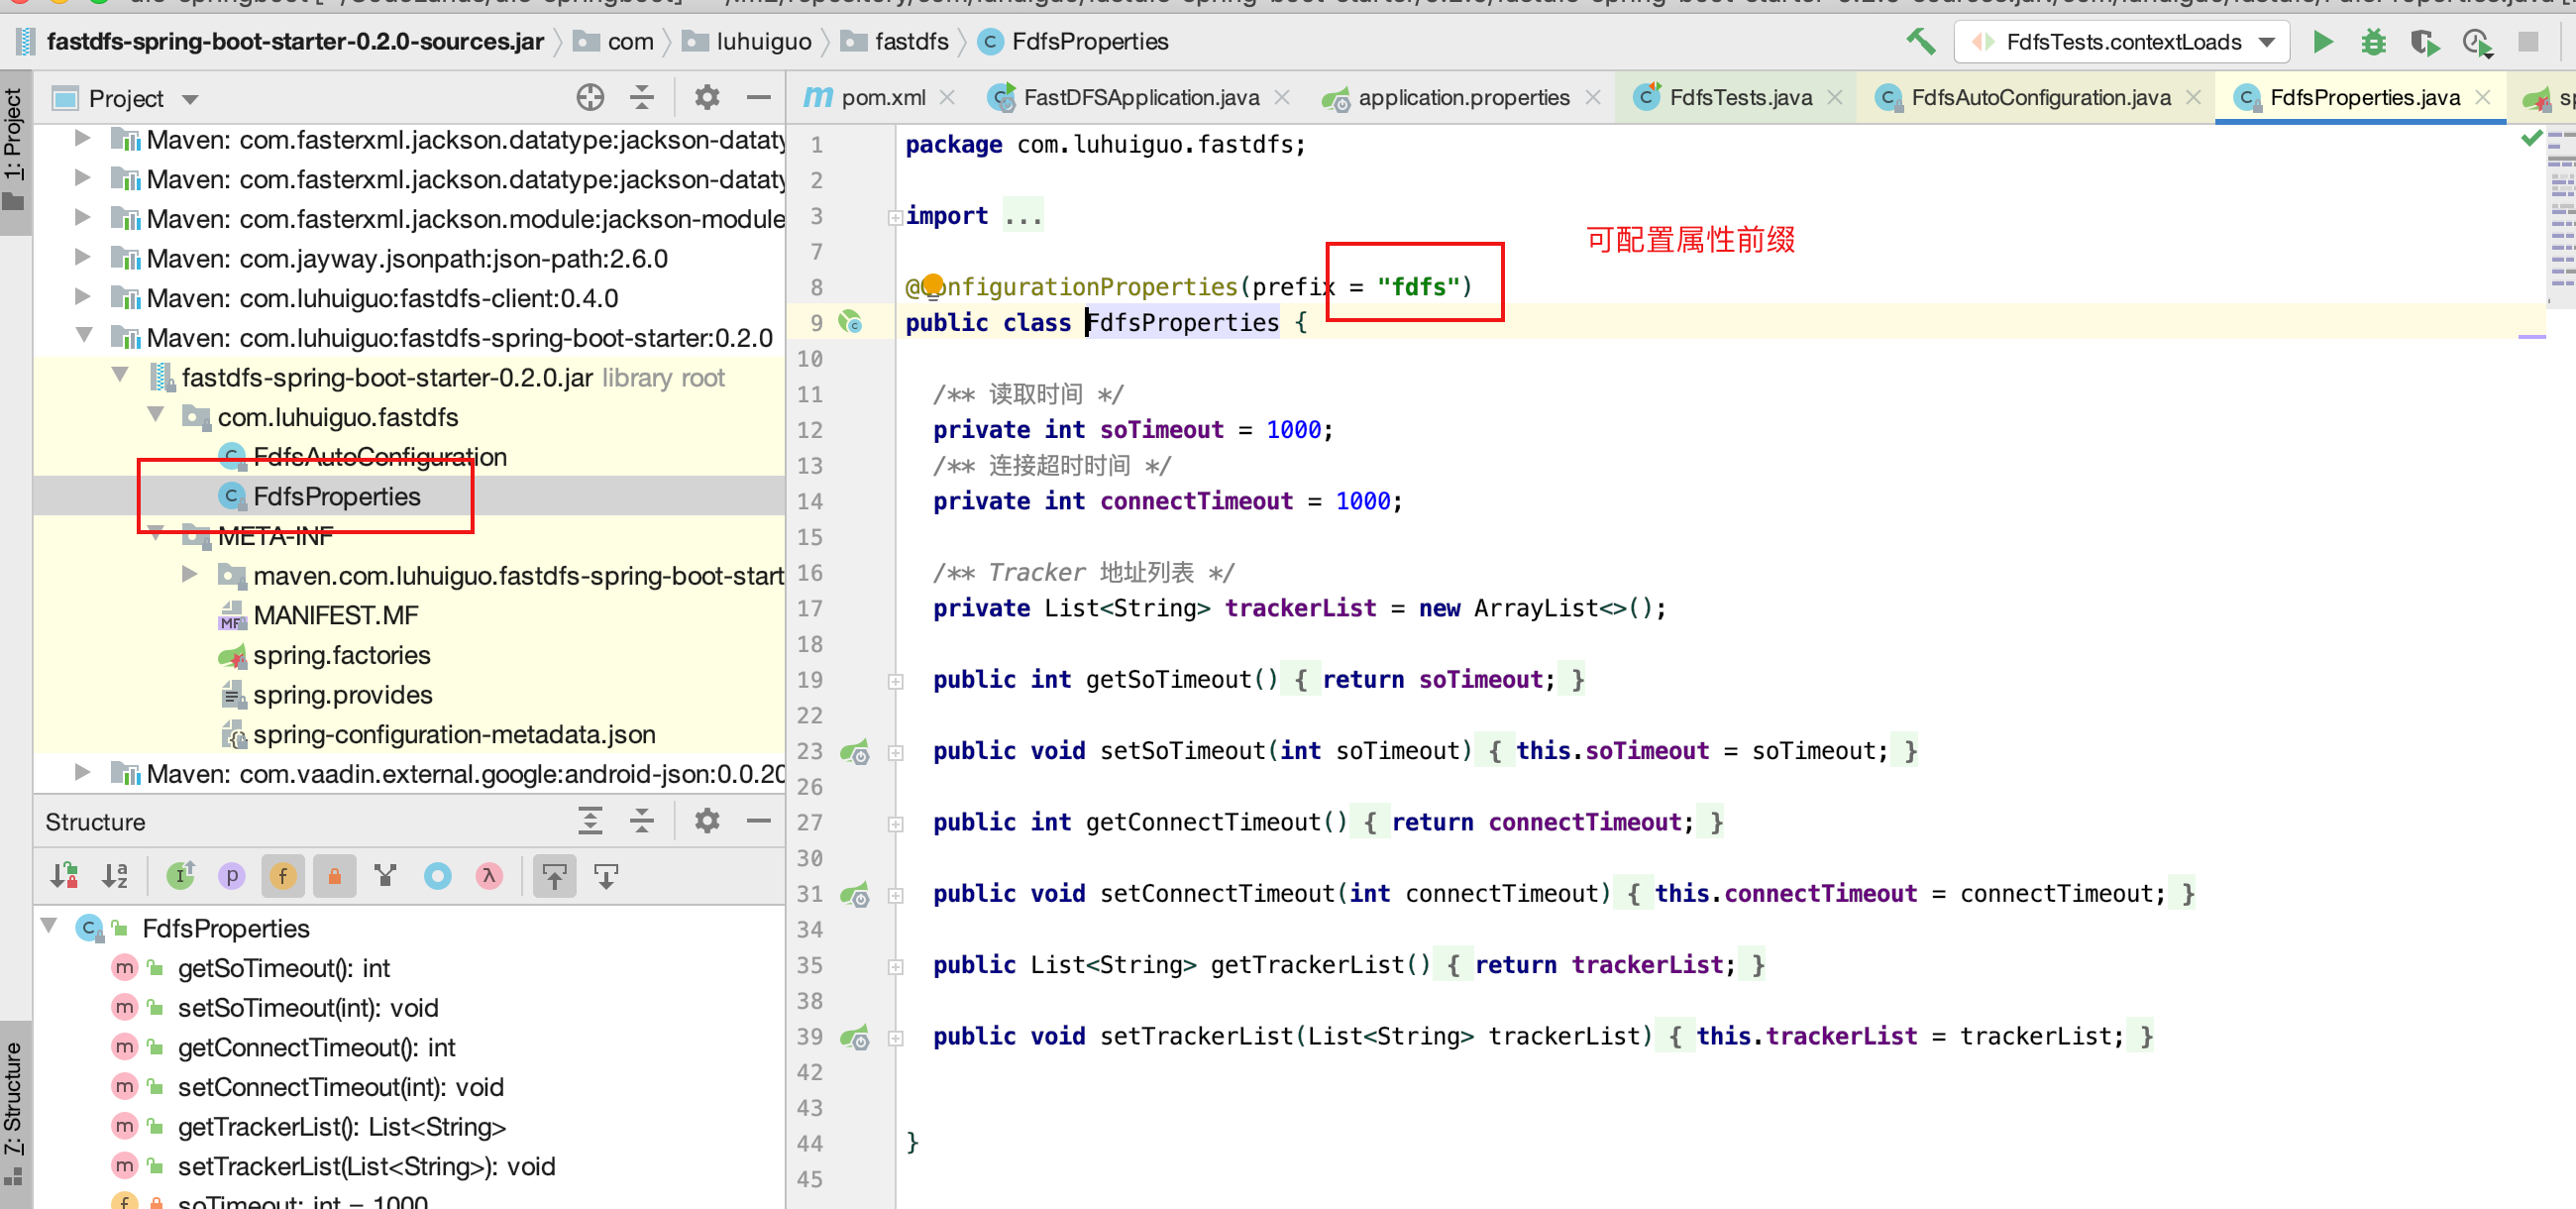 fastdfs-spring-boot-starter-0.2.0-sources.jar com luhuiguo fastdfs FdfsProperties
FdfsTests.contextLoads
1: Project
Project
Maven: com.fasterxml.jackson.datatype:jackson-dataty
Maven: com.fasterxml.jackson.datatype:jackson-dataty
Maven: com.fasterxml.jackson.module:jackson-module
Maven: com.jayway.jsonpath:json-path:2.6.0
Maven: com.luhuiguo:fastdfs-client:0.4.0
Maven: com.luhuiguo:fastdfs-spring-boot-starter:0.2.0
fastdfs-spring-boot-starter-0.2.0.jar library root
com.luhuiguo.fastdfs
FdfsAutoConfiguration
FdfsProperties
META-INF
maven.com.luhuiguo.fastdfs-spring-boot-start
MANIFEST.MF
spring.factories
spring.provides
spring-configuration-metadata.json
Maven: com.vaadin.external.google:android-json:0.0.20
Structure
7: Structure
FdfsProperties
getSoTimeout(): int
setSoTimeout(int): void
getConnectTimeout(): int
setConnectTimeout(int): void
getTrackerList(): List<String>
setTrackerList(List<String>): void
soTimeout: int = 1000
pom.xml FastDFSApplication.java application.properties FdfsTests.java FdfsAutoConfiguration.java FdfsProperties.java
1 package com.luhuiguo.fastdfs;
2
3 import ...
7
可配置属性前缀
8 @ConfigurationProperties(prefix = "fdfs")
9 public class FdfsProperties {
10
11 /** 读取时间 */
12 private int soTimeout = 1000;
13 /** 连接超时时间 */
14 private int connectTimeout = 1000;
15
16 /** Tracker 地址列表 */
17 private List<String> trackerList = new ArrayList<>();
18
19 public int getSoTimeout() { return soTimeout; }
22
23 public void setSoTimeout(int soTimeout) { this.soTimeout = soTimeout; }
26
27 public int getConnectTimeout() { return connectTimeout; }
30
31 public void setConnectTimeout(int connectTimeout) { this.connectTimeout = connectTimeout; }
34
35 public List<String> getTrackerList() { return trackerList; }
38
39 public void setTrackerList(List<String> trackerList) { this.trackerList = trackerList; }
42
43
44 }
45